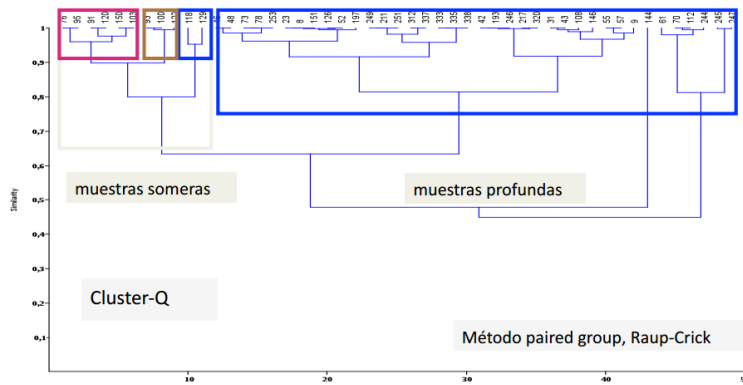 95 91 120 150 103 100 118 129 48 73 78 253 23 8 151 126 52 197 249 211 251 312 337 333 335 338 42 193 246 217 320 31 43 108 146 55 57 9 144 61 70 112 244 245 247
1
0,9
0,8
0,7
0,6
muestras someras muestras profundas
0,5
Similarity
0,4
0,3
Cluster-Q
0,2
Método paired group, Raup-Crick
0,1
10 20 30 40